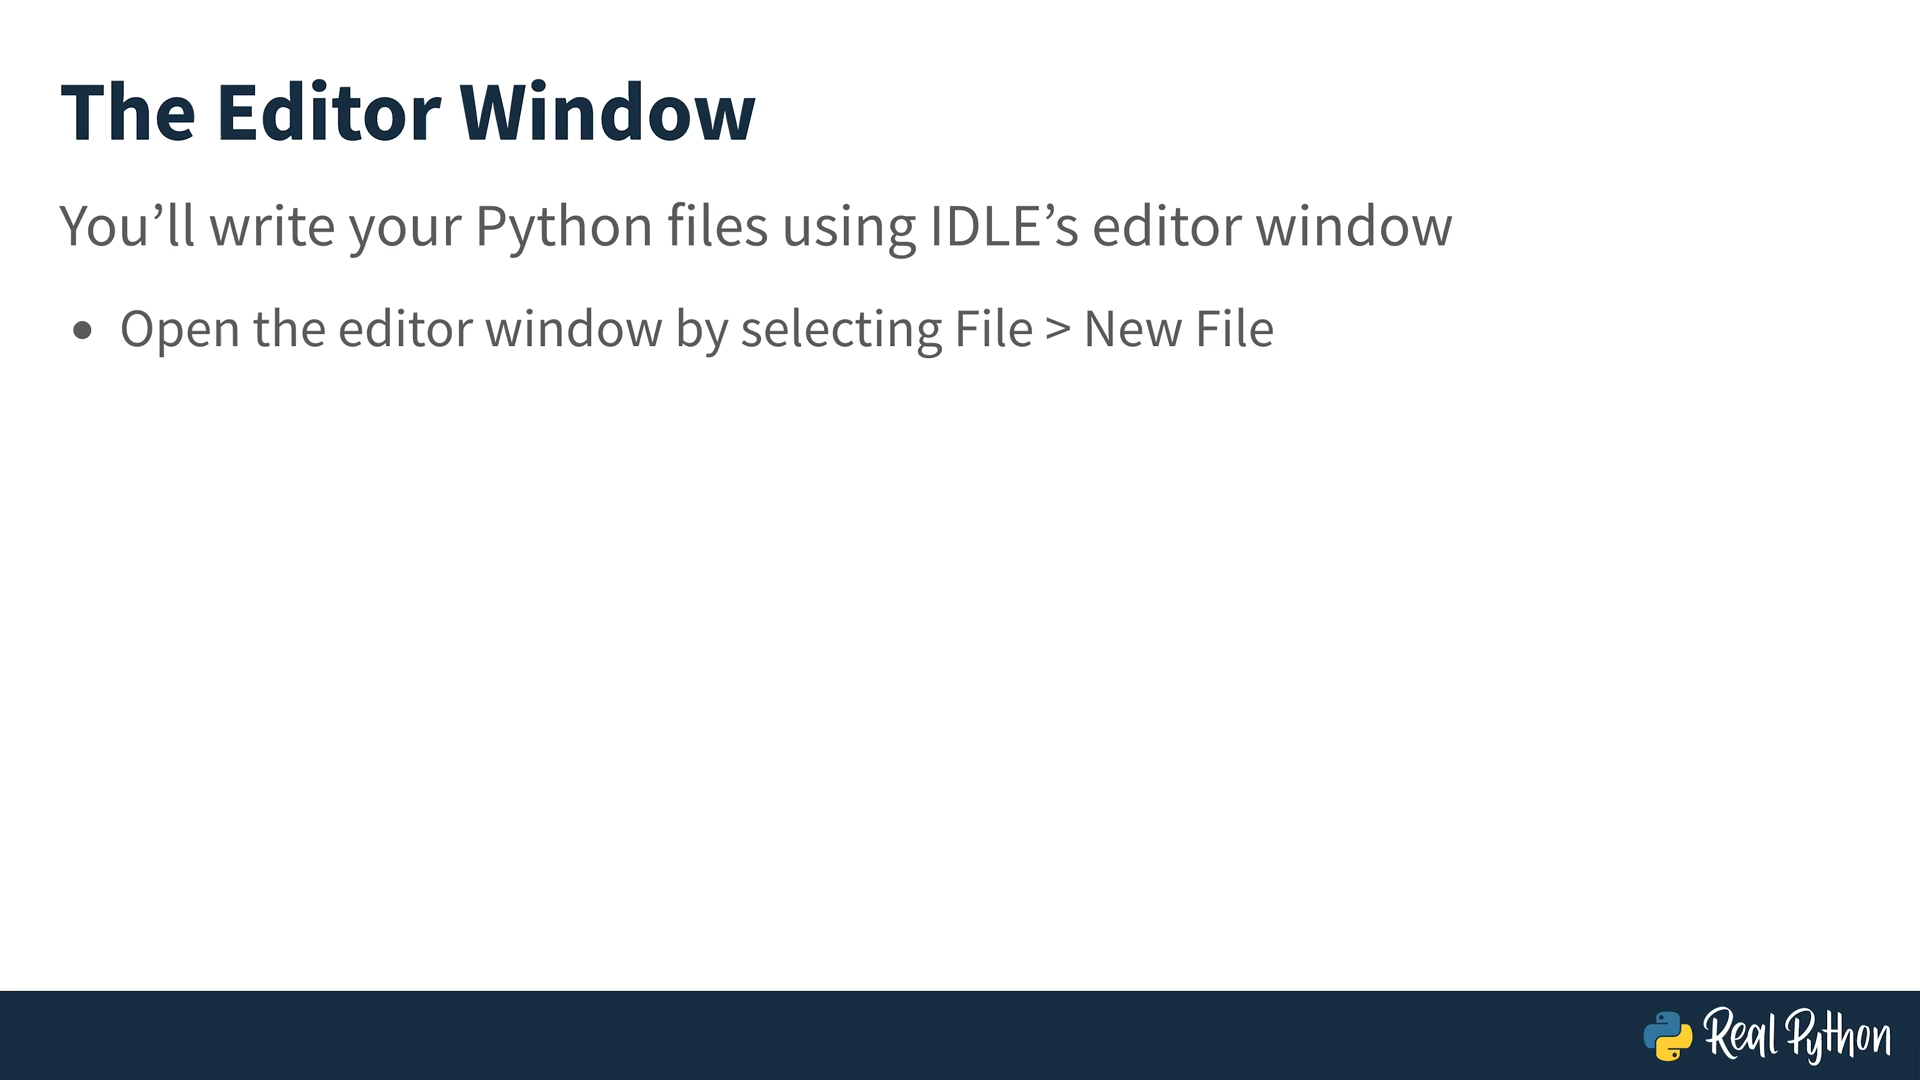 The Editor Window
You’ll write your Python files using IDLE’s editor window
• Open the editor window by selecting File > New File
Real Python